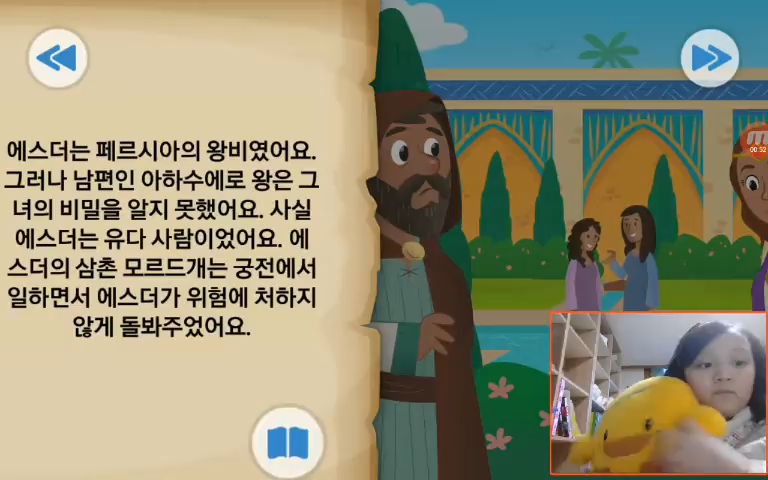 에스더는 페르시아의 왕비였어요.
그러나 남편인 아하수에로 왕은 그
녀의 비밀을 알지 못했어요. 사실
에스더는 유다 사람이었어요. 에
스더의 삼촌 모르드개는 궁전에서
일하면서 에스더가 위험에 처하지
않게 돌봐주었어요.
00:52